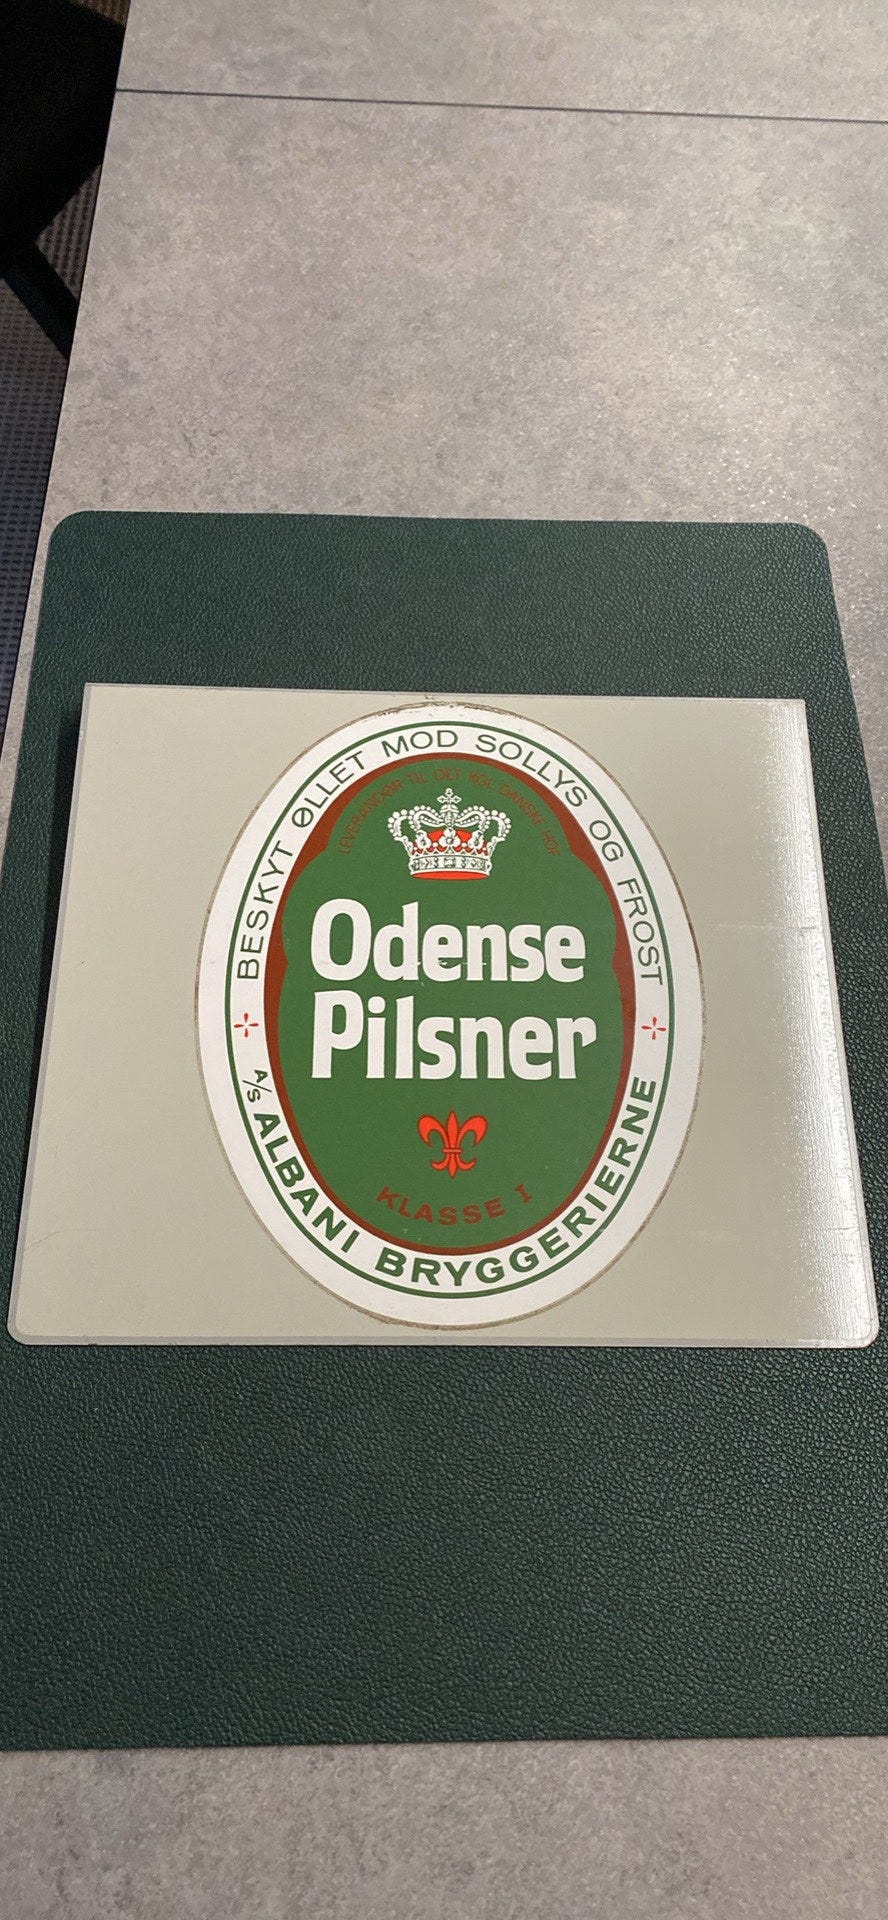 BESKYT ØLLET MOD SOLLYS OG FROST
LEVERANDØR TIL DET KGL. DANSKE HOF
Odense
Pilsner
KLASSE I
A/S ALBANI BRYGGERIERNE